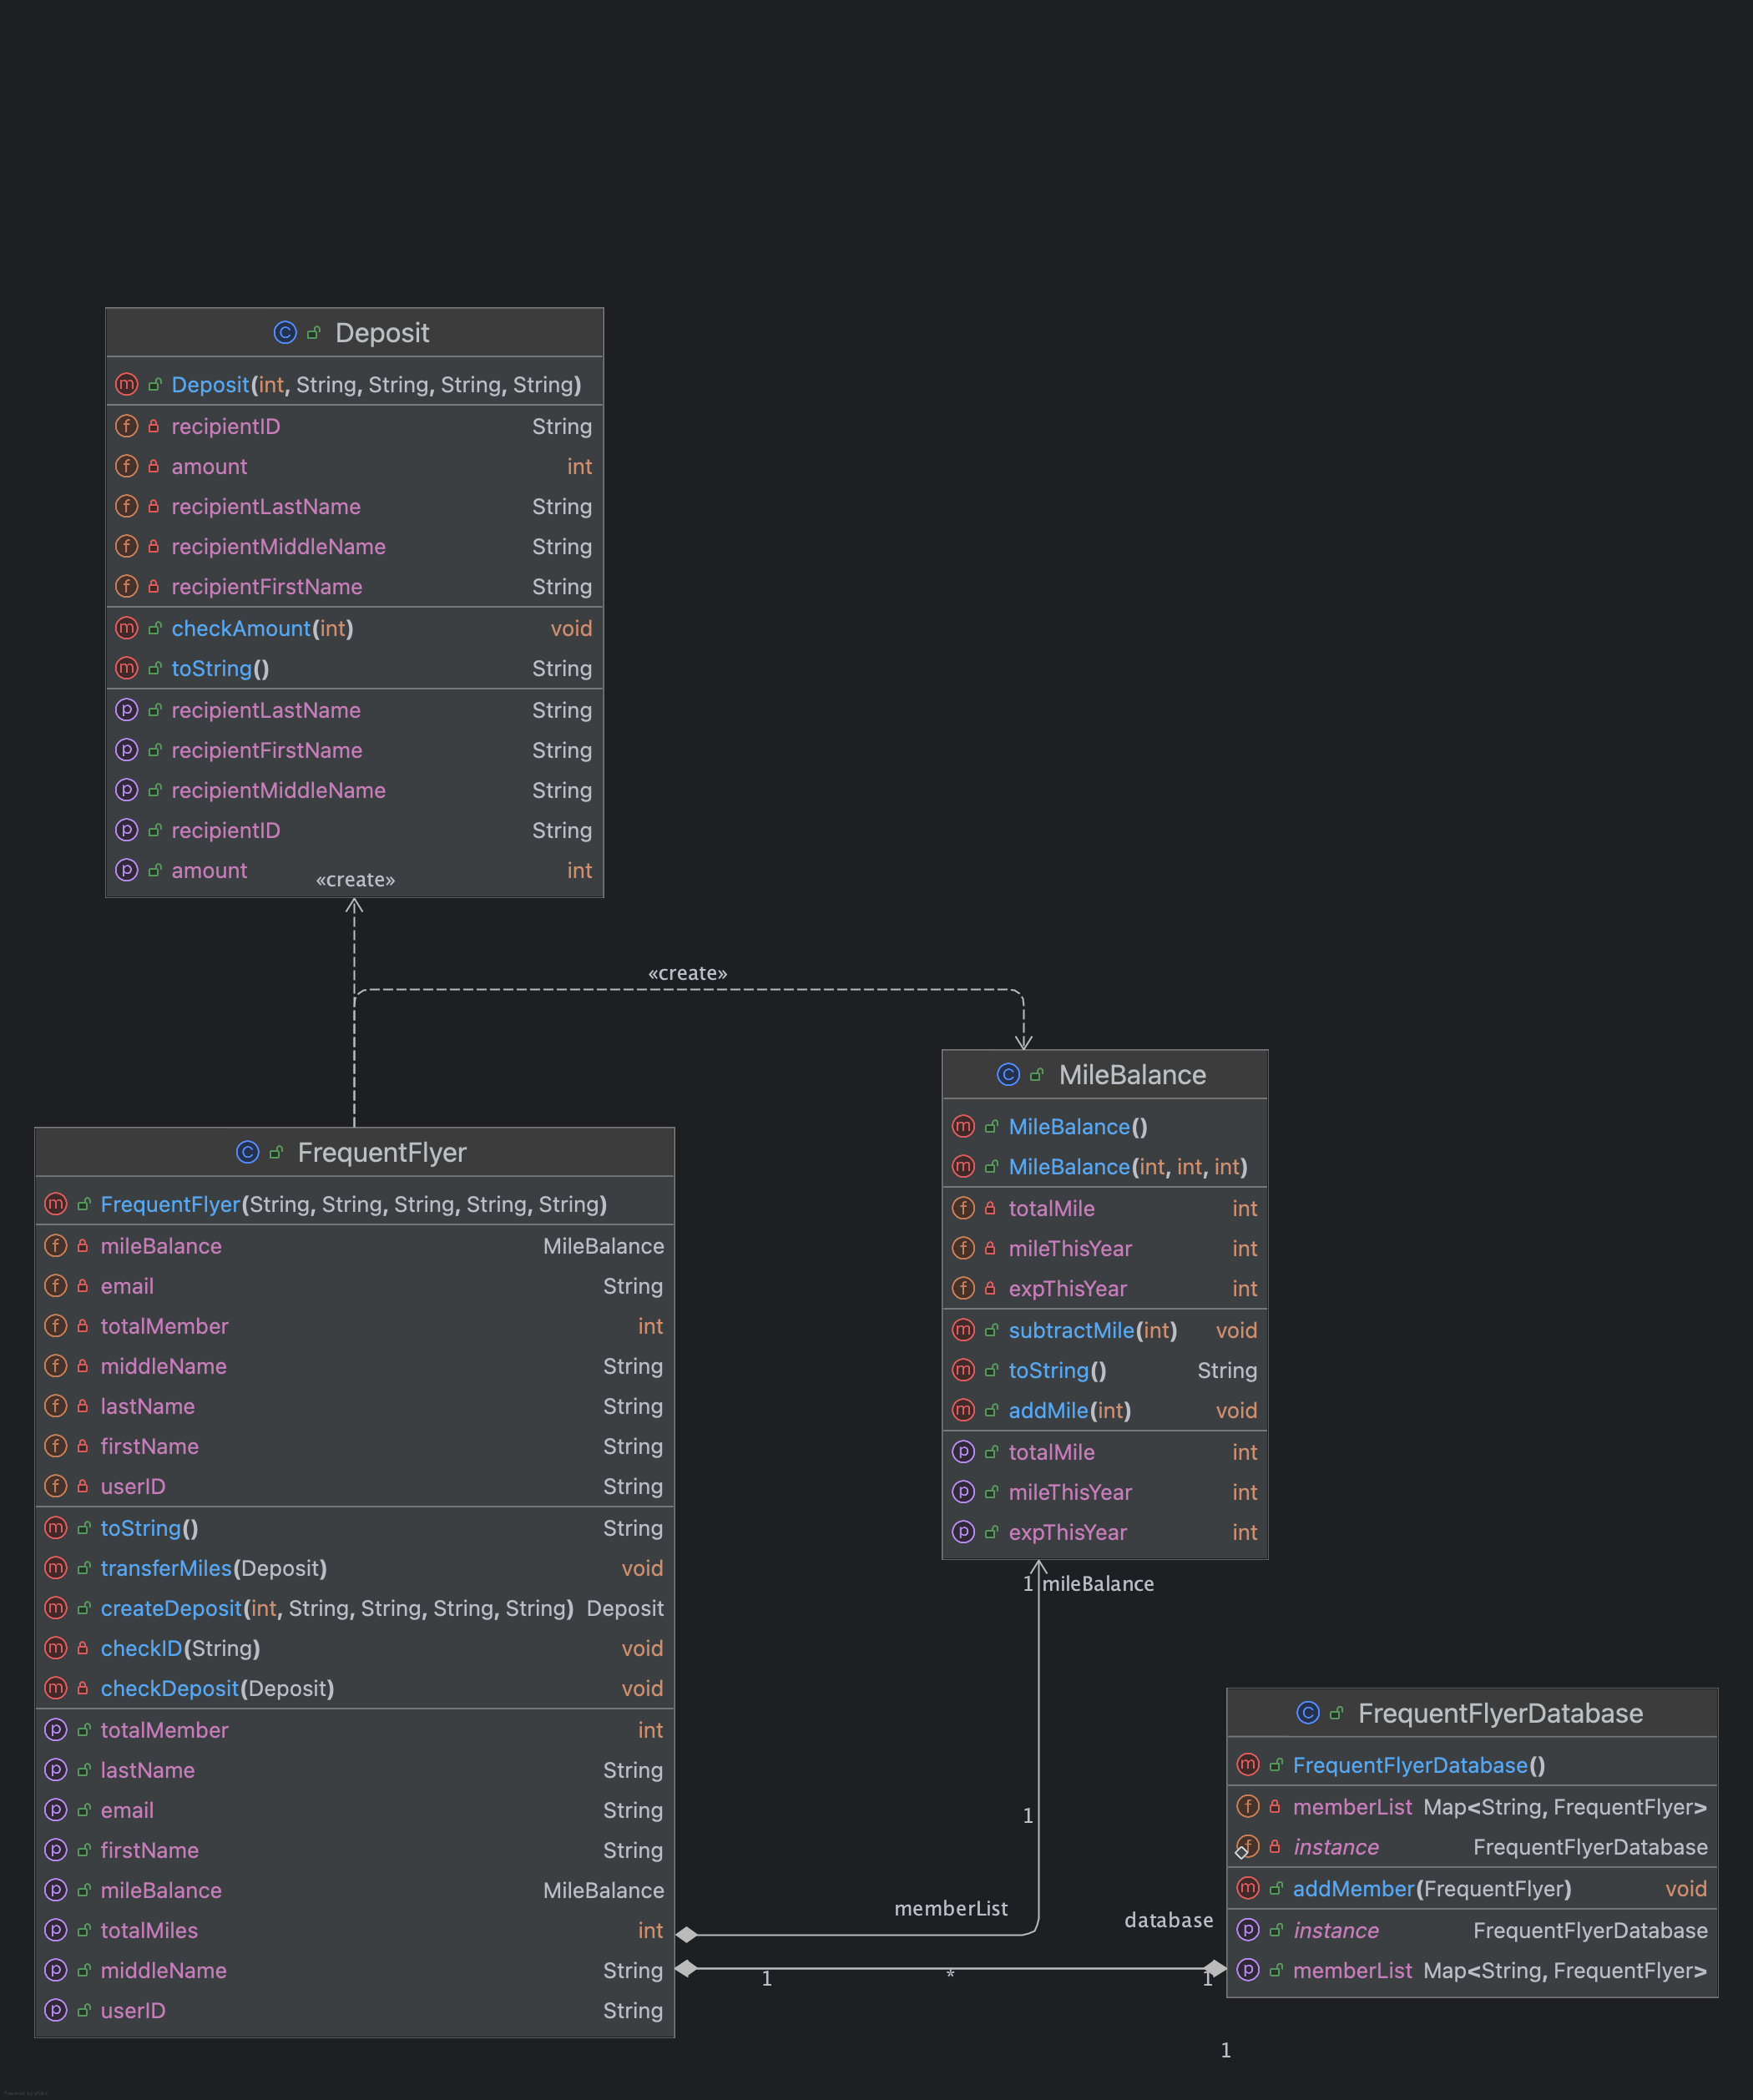 Deposit
Deposit(int, String, String, String, String)
recipientID String
amount int
recipientLastName String
recipientMiddleName String
recipientFirstName String
checkAmount(int) void
toString() String
recipientLastName String
recipientFirstName String
recipientMiddleName String
recipientID String
amount int
«create»
«create»
MileBalance
MileBalance()
MileBalance(int, int, int)
totalMile int
mileThisYear int
expThisYear int
subtractMile(int) void
toString() String
addMile(int) void
totalMile int
mileThisYear int
expThisYear int
FrequentFlyer
FrequentFlyer(String, String, String, String, String)
mileBalance MileBalance
email String
totalMember int
middleName String
lastName String
firstName String
userID String
toString() String
transferMiles(Deposit) void
createDeposit(int, String, String, String, String) Deposit
checkID(String) void
checkDeposit(Deposit) void
totalMember int
lastName String
email String
firstName String
mileBalance MileBalance
totalMiles int
middleName String
userID String
1 mileBalance
1
memberList
database
1
*
1
1
FrequentFlyerDatabase
FrequentFlyerDatabase()
memberList Map<String, FrequentFlyer>
instance FrequentFlyerDatabase
addMember(FrequentFlyer) void
instance FrequentFlyerDatabase
memberList Map<String, FrequentFlyer>